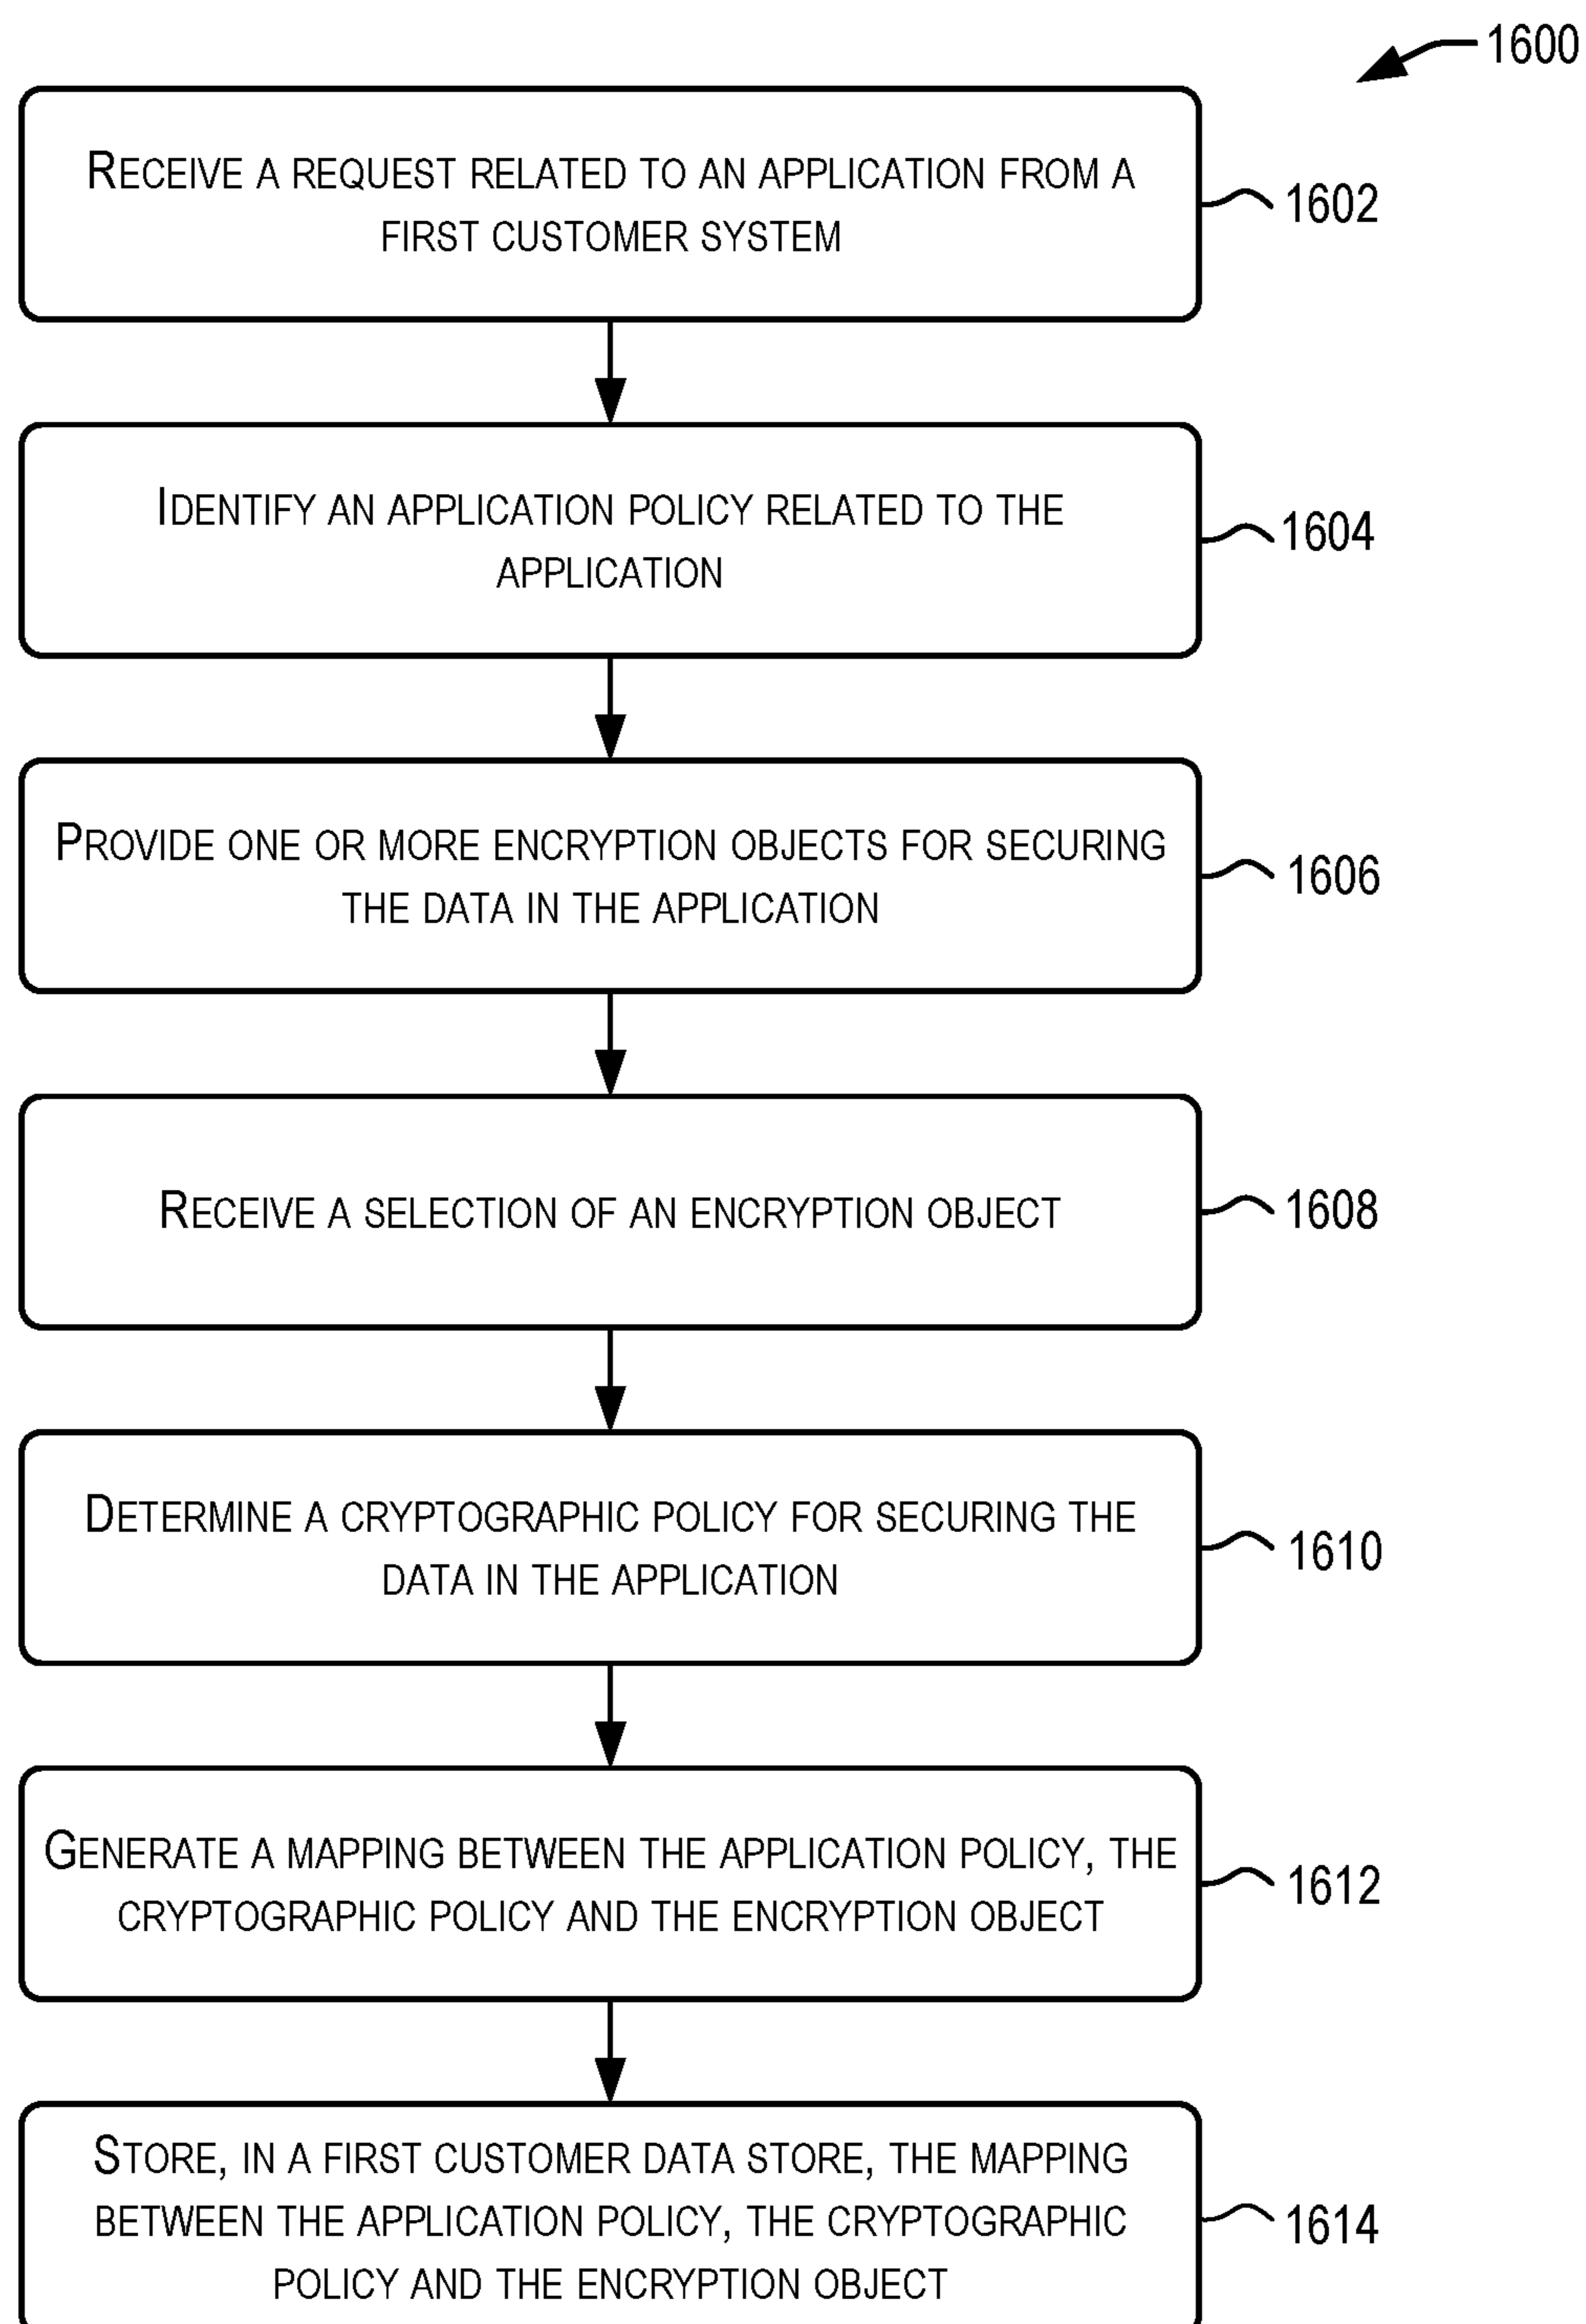 1600
RECEIVE A REQUEST RELATED TO AN APPLICATION FROM A
FIRST CUSTOMER SYSTEM
1602
IDENTIFY AN APPLICATION POLICY RELATED TO THE
APPLICATION
1604
PROVIDE ONE OR MORE ENCRYPTION OBJECTS FOR SECURING
THE DATA IN THE APPLICATION
1606
RECEIVE A SELECTION OF AN ENCRYPTION OBJECT
1608
DETERMINE A CRYPTOGRAPHIC POLICY FOR SECURING THE
DATA IN THE APPLICATION
1610
GENERATE A MAPPING BETWEEN THE APPLICATION POLICY, THE
CRYPTOGRAPHIC POLICY AND THE ENCRYPTION OBJECT
1612
STORE, IN A FIRST CUSTOMER DATA STORE, THE MAPPING
BETWEEN THE APPLICATION POLICY, THE CRYPTOGRAPHIC
POLICY AND THE ENCRYPTION OBJECT
1614